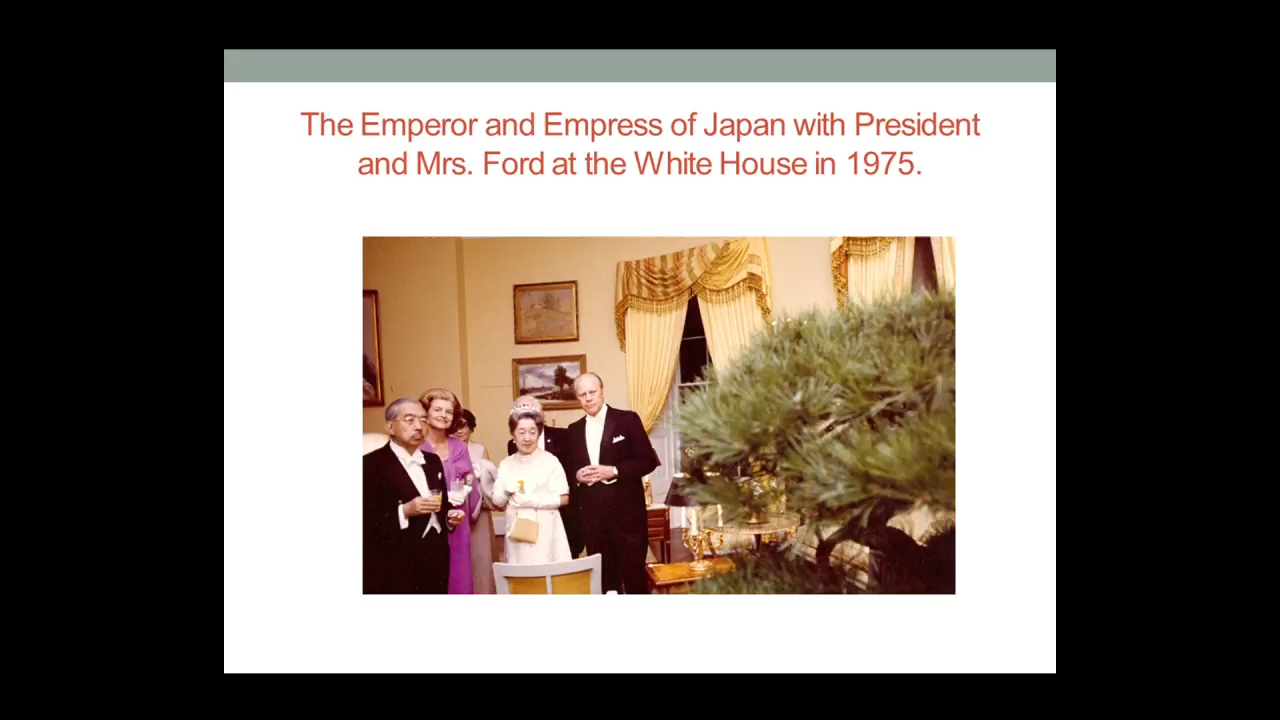 The Emperor and Empress of Japan with President
and Mrs. Ford at the White House in 1975.